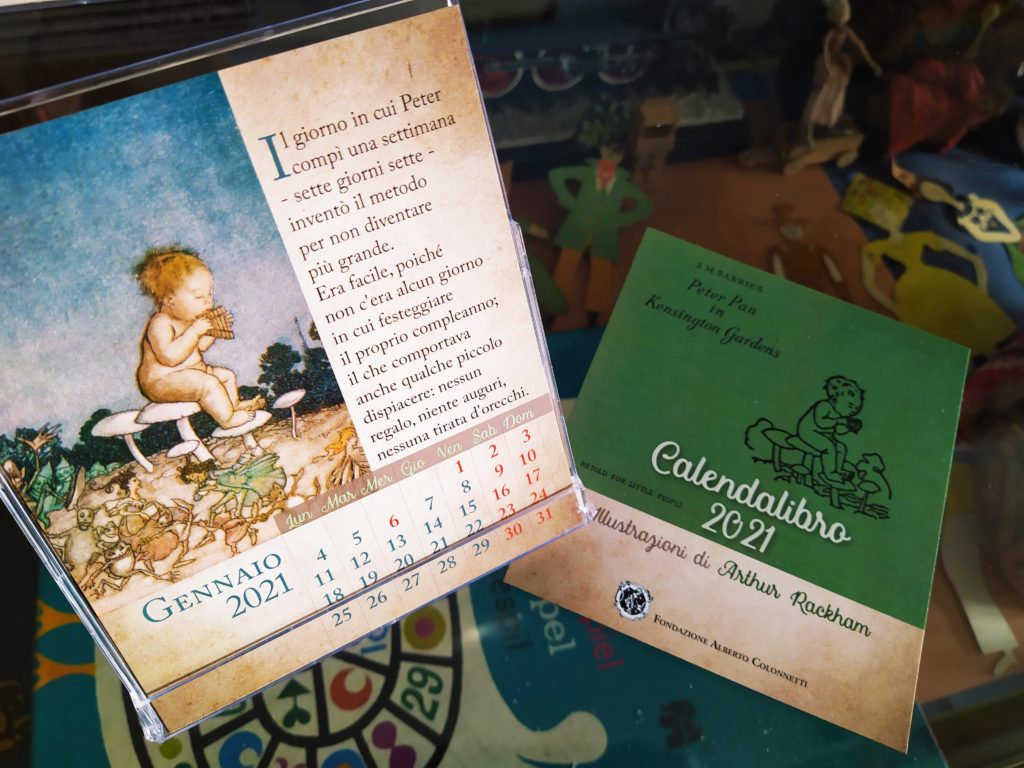 Il giorno in cui Peter
compì una settimana
- sette giorni sette -
inventò il metodo
per non diventare
più grande.
Era facile, poiché
non c'era alcun giorno
in cui festeggiare
il proprio compleanno;
il che comportava
anche qualche piccolo
dispiacere: nessun
regalo, niente auguri,
nessuna tirata d'orecchi.
Lun Mar Mer Gio Ven Sab Dom
1 2 3
4 5 6 7 8 9 10
11 12 13 14 15 16 17
18 19 20 21 22 23 24
25 26 27 28 29 30 31
GENNAIO
2021
J. M. BARRIE'S
Peter Pan
in
Kensington Gardens
RETOLD FOR LITTLE PEOPLE
Calendalibro
2021
Illustrazioni di Arthur Rackham
FONDAZIONE ALBERTO COLONNETTI
29